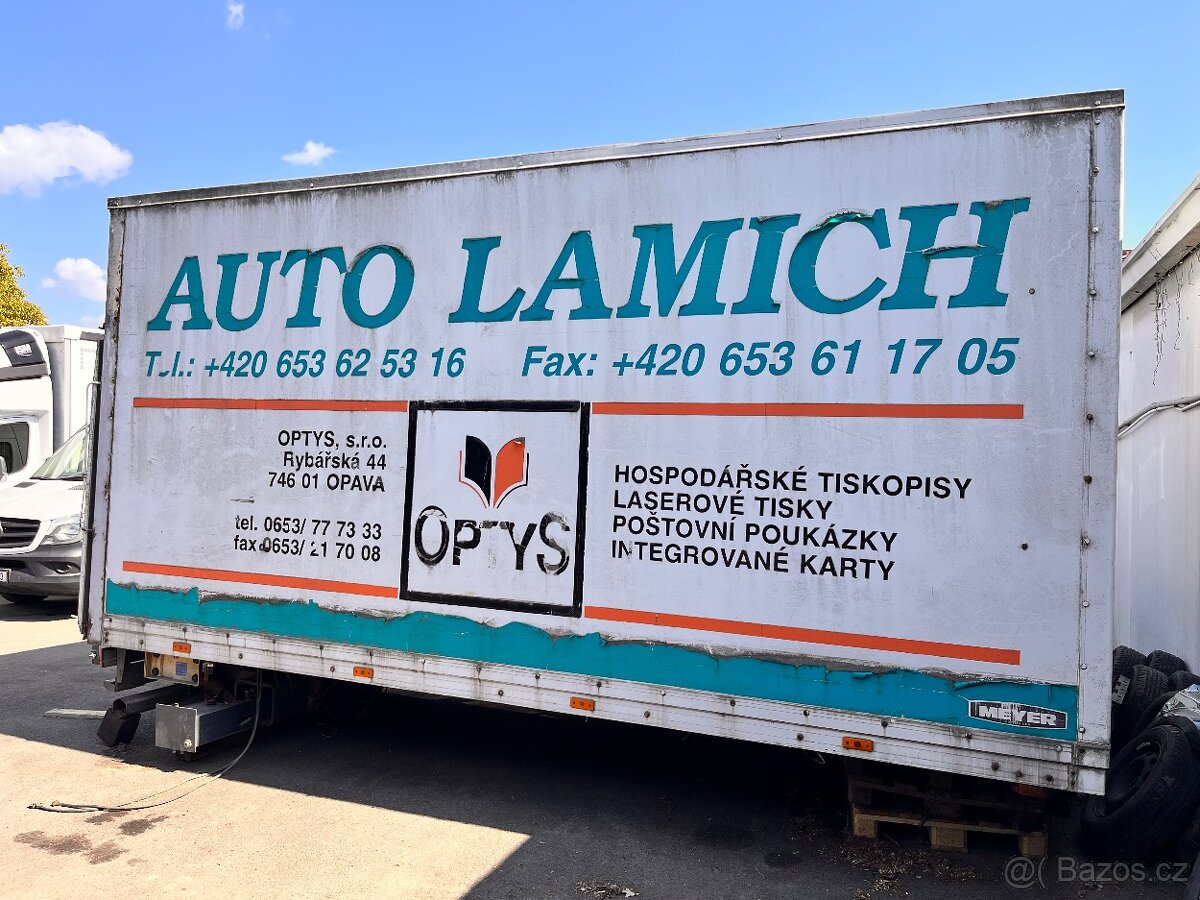 AUTO LAMICH
T.l.: +420 653 62 53 16
Fax: +420 653 61 17 05
OPTYS, s.r.o.
Rybářská 44
746 01 OPAVA
tel. 0653/ 77 73 33
fax 0653/ 21 70 08
OPTYS
HOSPODÁŘSKÉ TISKOPISY
LASEROVÉ TISKY
POŠTOVNÍ POUKÁZKY
INTEGROVANÉ KARTY
MEYER
@( Bazos.cz